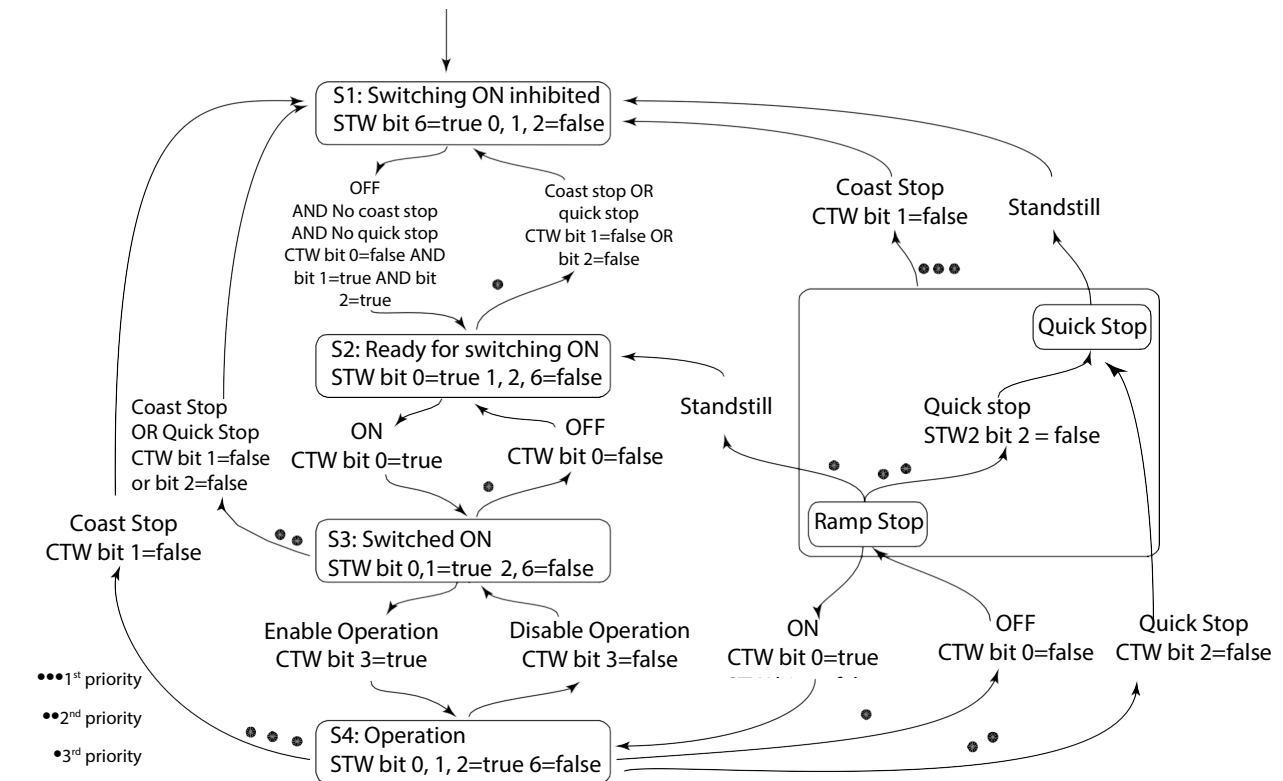 S1: Switching ON inhibited
STW bit 6=true 0, 1, 2=false
OFF
AND No coast stop
AND No quick stop
CTW bit 0=false AND
bit 1=true AND bit
2=true
Coast stop OR
quick stop
CTW bit 1=false OR
bit 2=false
Coast Stop
CTW bit 1=false
Standstill
S2: Ready for switching ON
STW bit 0=true 1, 2, 6=false
Quick Stop
Coast Stop
OR Quick Stop
CTW bit 1=false
or bit 2=false
ON
CTW bit 0=true
OFF
CTW bit 0=false
Standstill
Quick stop
STW2 bit 2 = false
Coast Stop
CTW bit 1=false
S3: Switched ON
STW bit 0,1=true 2, 6=false
Ramp Stop
Enable Operation
CTW bit 3=true
Disable Operation
CTW bit 3=false
ON
CTW bit 0=true
OFF
CTW bit 0=false
Quick Stop
CTW bit 2=false
•••1st priority
••2nd priority
•3rd priority
S4: Operation
STW bit 0, 1, 2=true 6=false